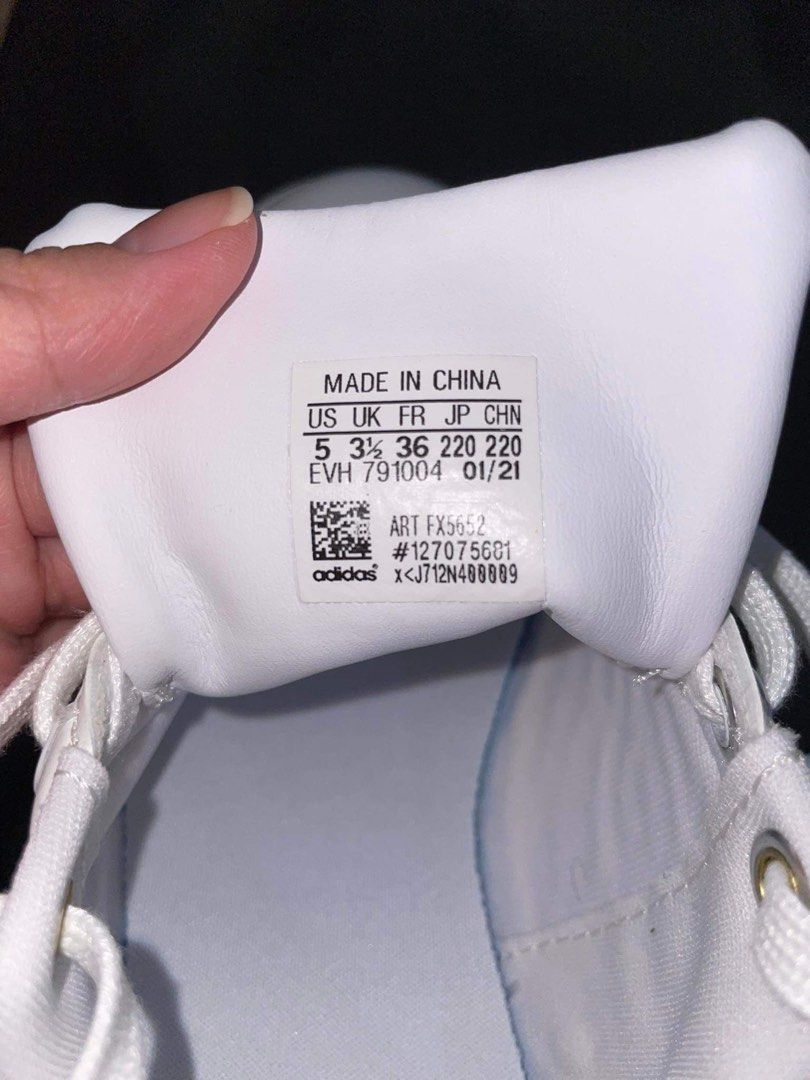 MADE IN CHINA
US UK FR JP CHN
5 3½ 36 220 220
EVH 791004 01/21
ART FX5652
#127075681
adidas® x<J712N400009